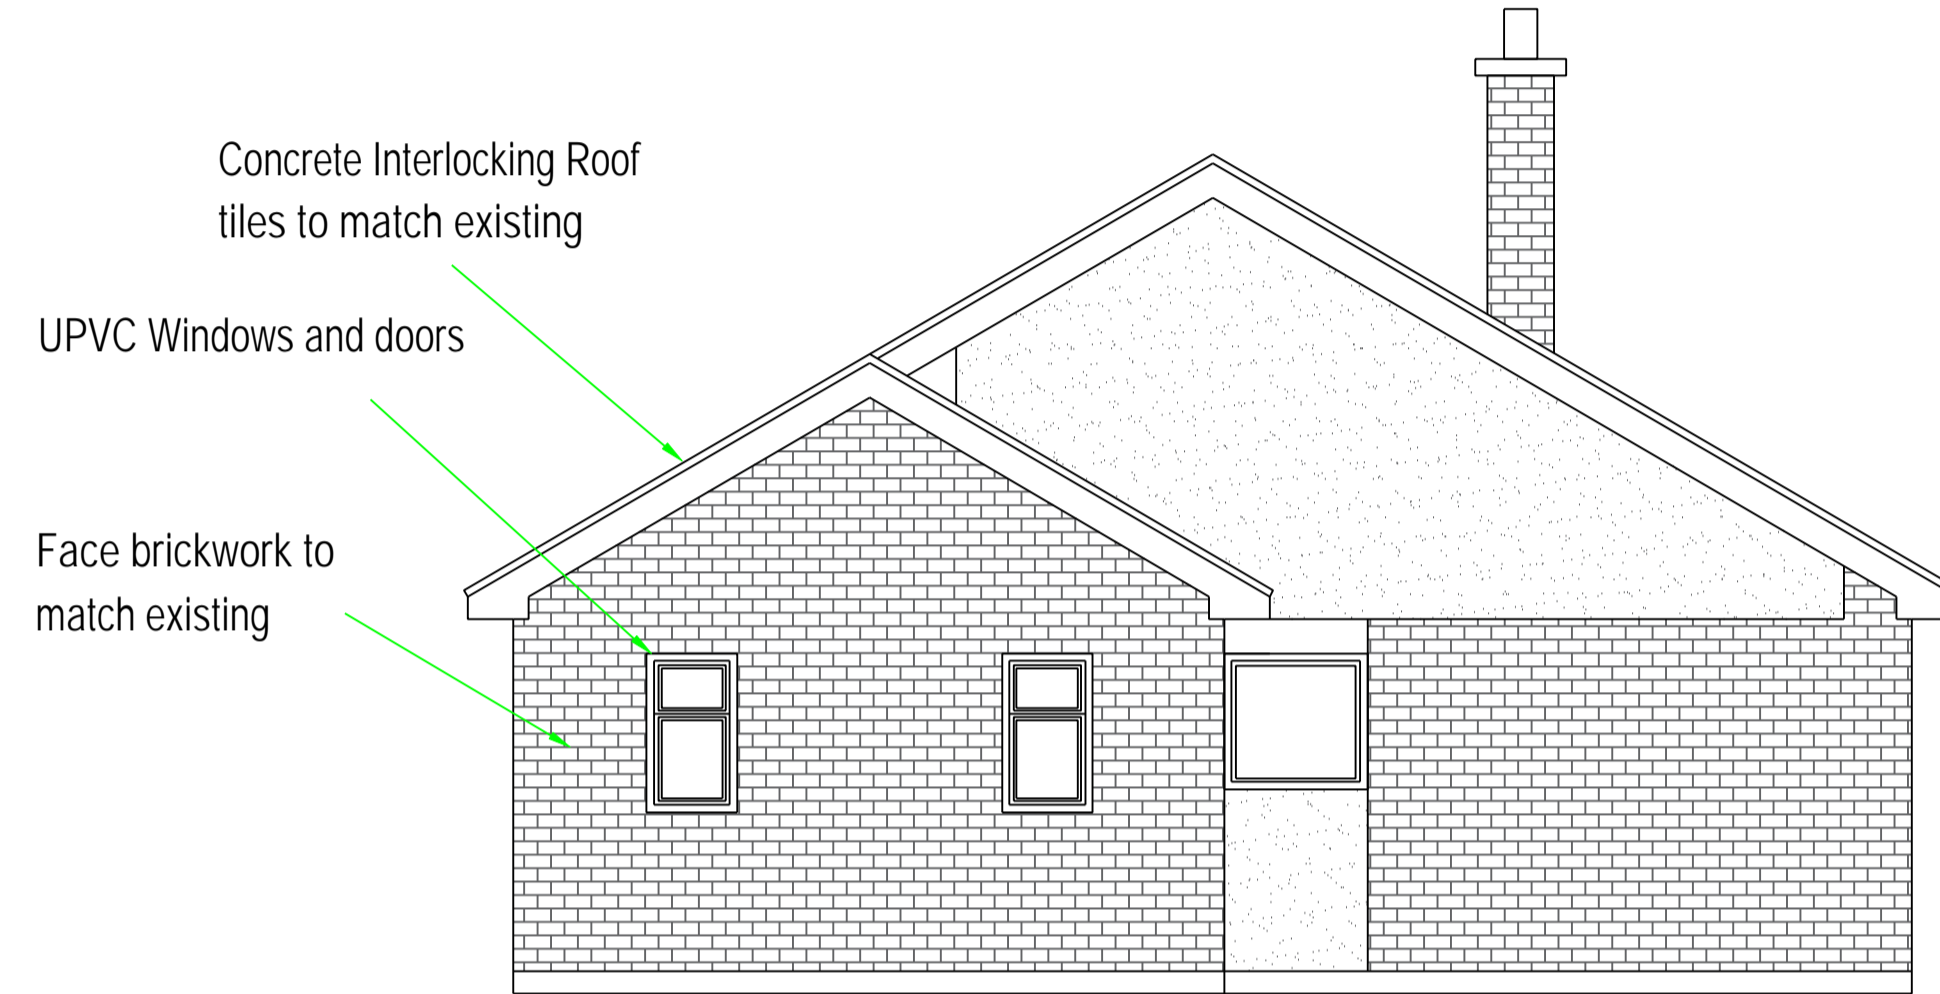 Concrete Interlocking Roof
tiles to match existing
UPVC Windows and doors
Face brickwork to
match existing